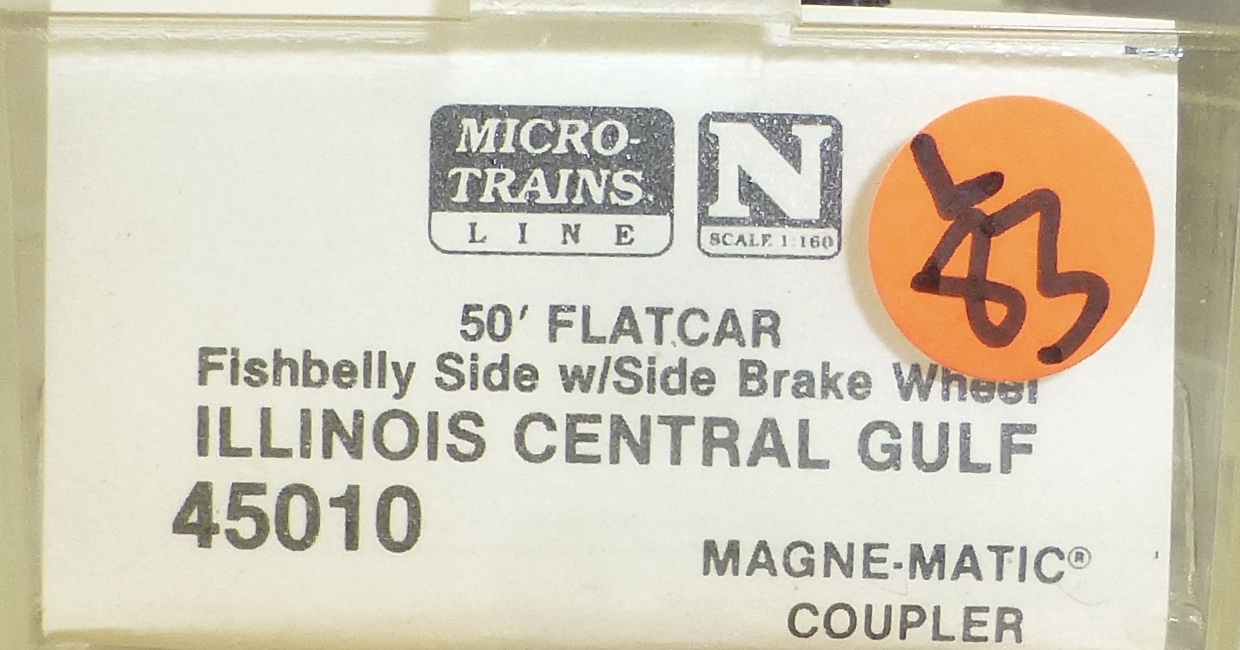 MICRO-
TRAINS
LINE
N
SCALE 1:160
50' FLATCAR
Fishbelly Side w/Side Brake Wheel
ILLINOIS CENTRAL GULF
45010
MAGNE-MATIC®
COUPLER